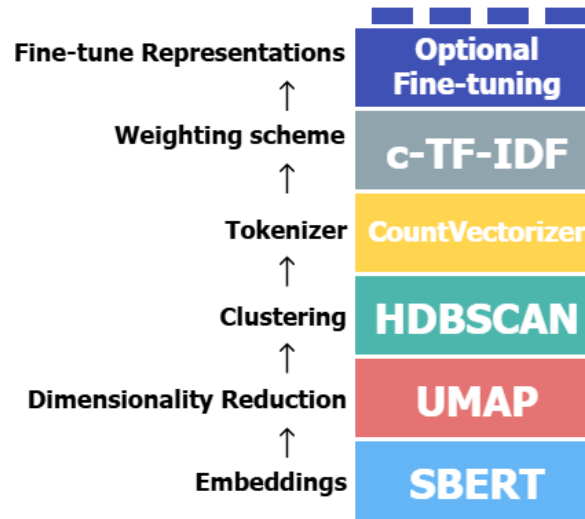 Fine-tune Representations
Optional
Fine-tuning
Weighting scheme
c-TF-IDF
Tokenizer
CountVectorizer
Clustering
HDBSCAN
Dimensionality Reduction
UMAP
Embeddings
SBERT